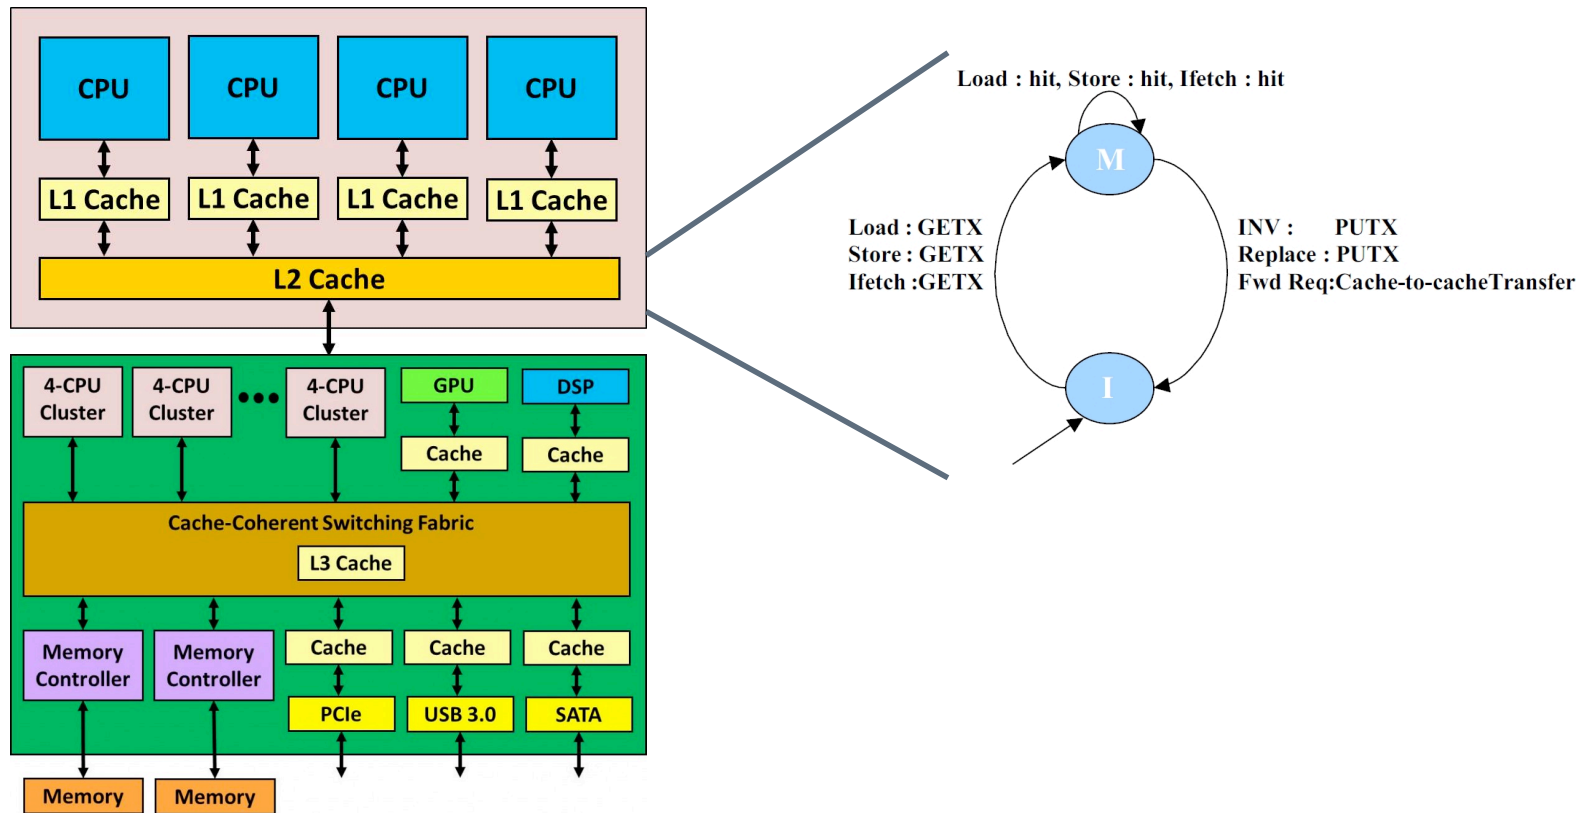 CPU
CPU
CPU
CPU
L1 Cache
L1 Cache
L1 Cache
L1 Cache
L2 Cache
4-CPU
Cluster
4-CPU
Cluster
4-CPU
Cluster
GPU
DSP
Cache
Cache
Cache-Coherent Switching Fabric
L3 Cache
Memory
Controller
Memory
Controller
Cache
Cache
Cache
PCIe
USB 3.0
SATA
Memory
Memory
Load : hit, Store : hit, Ifetch : hit
M
Load : GETX
Store : GETX
Ifetch :GETX
INV : PUTX
Replace : PUTX
Fwd Req:Cache-to-cacheTransfer
I